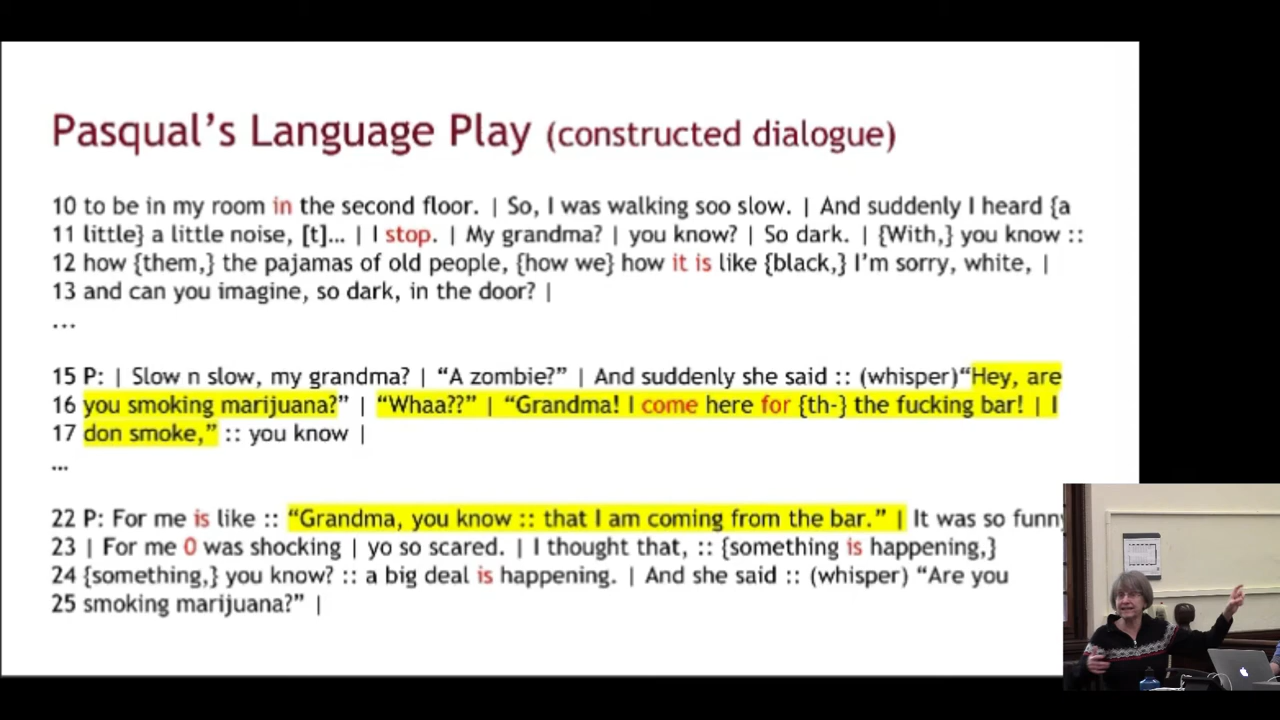 Pasqual’s Language Play (constructed dialogue)
10 to be in my room in the second floor. | So, I was walking soo slow. | And suddenly I heard {a
11 little} a little noise, [t]… | I stop. | My grandma? | you know? | So dark. | {With,} you know ::
12 how {them,} the pajamas of old people, {how we} how it is like {black,} I’m sorry, white, |
13 and can you imagine, so dark, in the door? |
...
15 P: | Slow n slow, my grandma? | “A zombie?” | And suddenly she said :: (whisper)“Hey, are
16 you smoking marijuana?” | “Whaa??” | “Grandma! I come here for {th-} the fucking bar! | I
17 don smoke,” :: you know |
…
22 P: For me is like :: “Grandma, you know :: that I am coming from the bar.” | It was so funny
23 | For me 0 was shocking | yo so scared. | I thought that, :: {something is happening,}
24 {something,} you know? :: a big deal is happening. | And she said :: (whisper) “Are you
25 smoking marijuana?” |